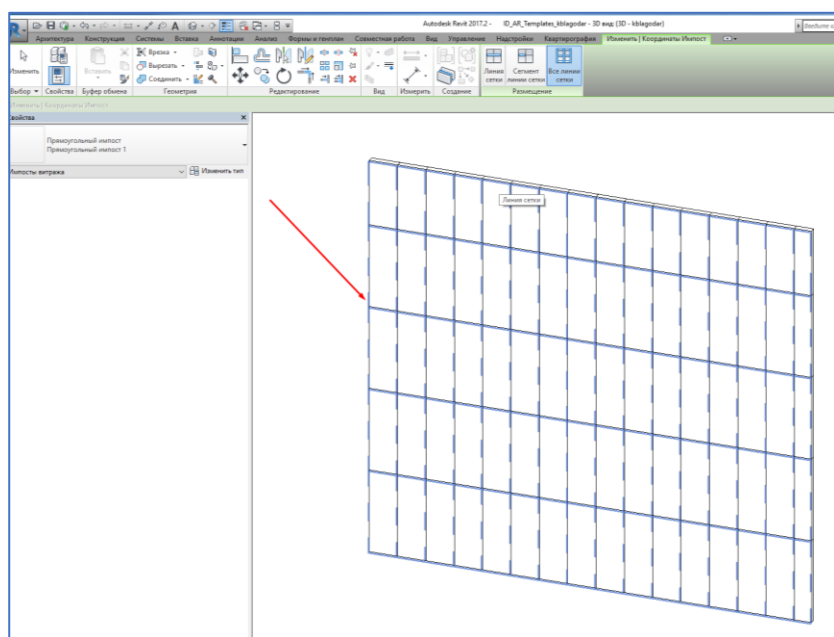 Autodesk Revit 2017.2 - ID_AR_Templates_kblagodar - 3D вид: {3D - kblagoder}
Архитектура Конструкция Системы Вставка Аннотации Анализ Формы и генплан Совместная работа Вид Управление Надстройки Квартирография Изменить | Координаты Импост
Изменить Вставить Врезка Вырезать Соединить Линия сетки Сегмент линии сетки Все линии сетки
Выбор Свойства Буфер обмена Геометрия Редактирование Вид Измерить Создание Размещение
Изменить | Координаты Импост
Свойства
Прямоугольный импост
Прямоугольный импост 1
Импосты витража Изменить тип
Линия сетки